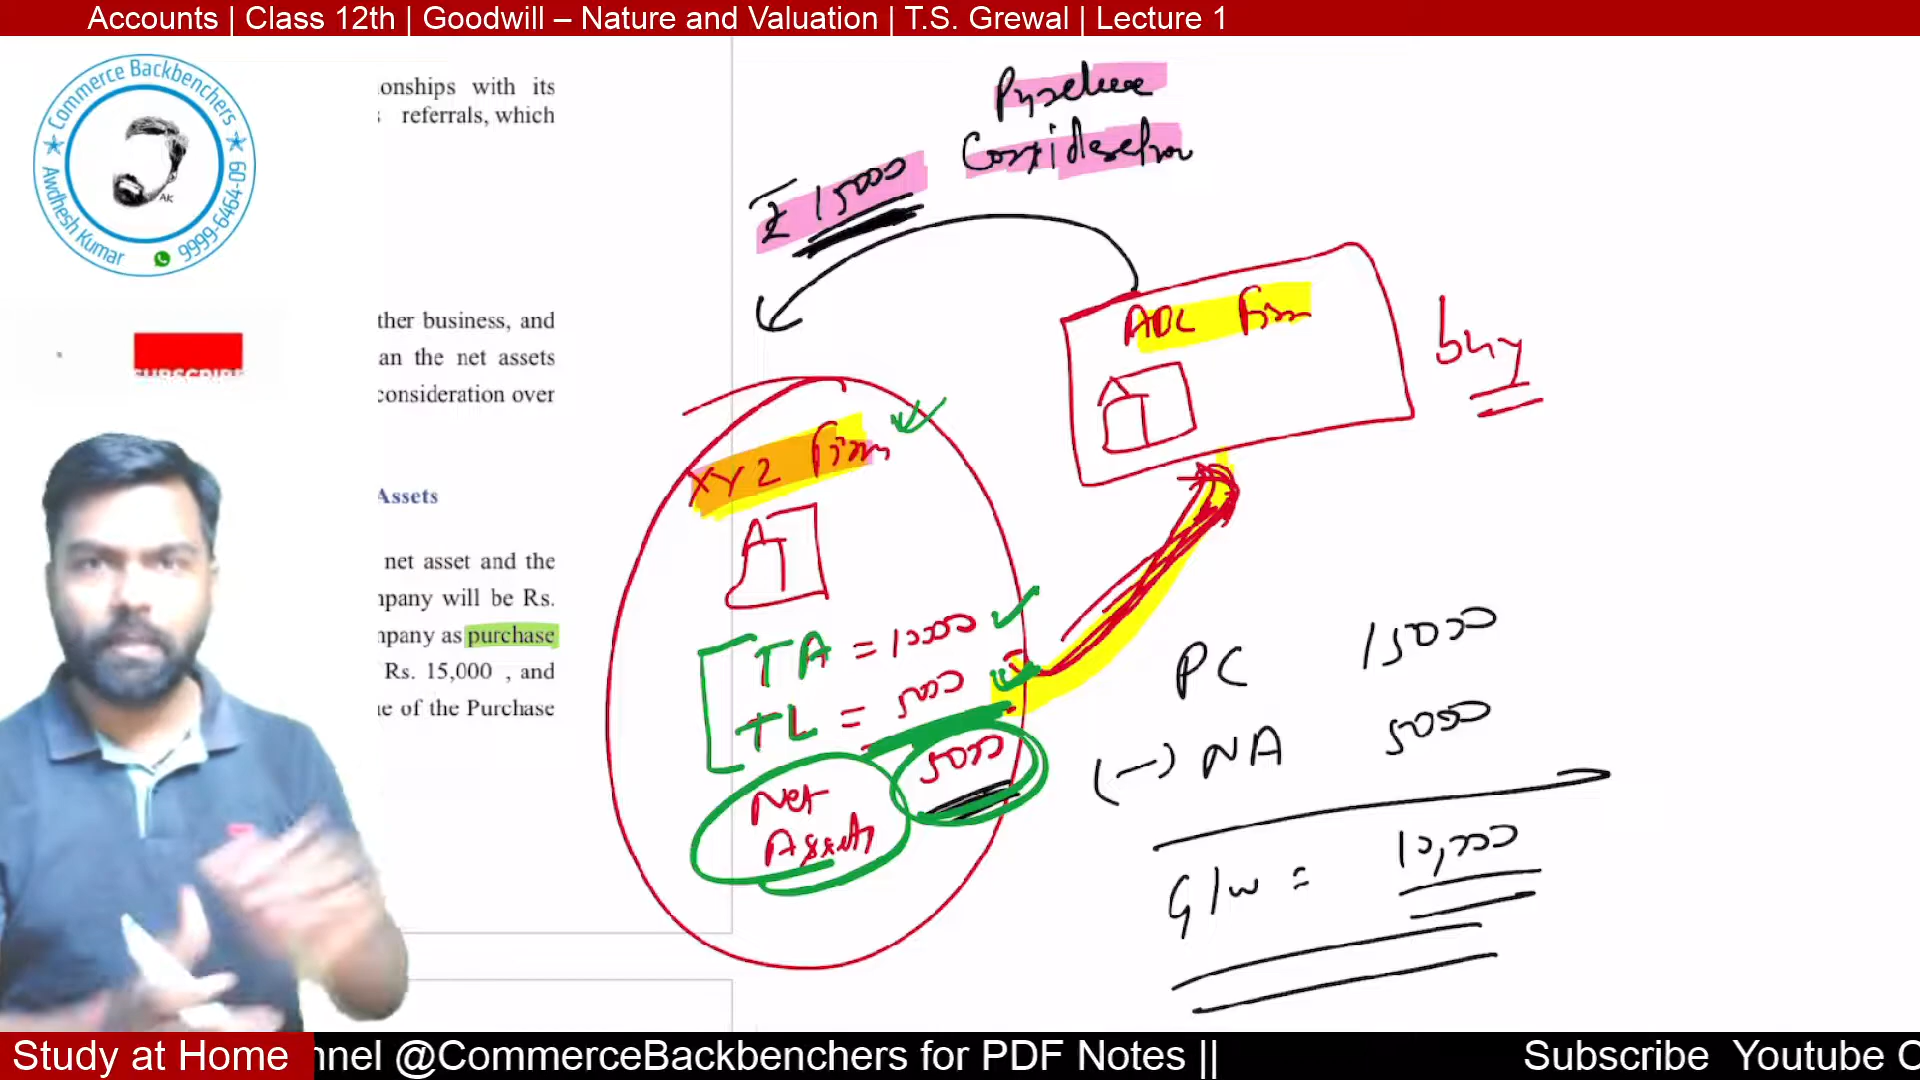 Accounts | Class 12th | Goodwill – Nature and Valuation | T.S. Grewal | Lecture 1
Commerce Backbenchers
Awdhesh Kumar
9999-6464-09
AK
SUBSCRIBE
onships with its
referrals, which
ther business, and
an the net assets
consideration over
Assets
net asset and the
npany will be Rs.
npany as purchase
Rs. 15,000 , and
e of the Purchase
Consideration
₹ 15000
Firm
buy
XYZ Firm
TA = 10000
TL = 5000
5000
Net
Assets
PC 15000
(-) NA 5000
G/w = 10,000
Study at Home
nnel @CommerceBackbenchers for PDF Notes ||
Subscribe Youtube C